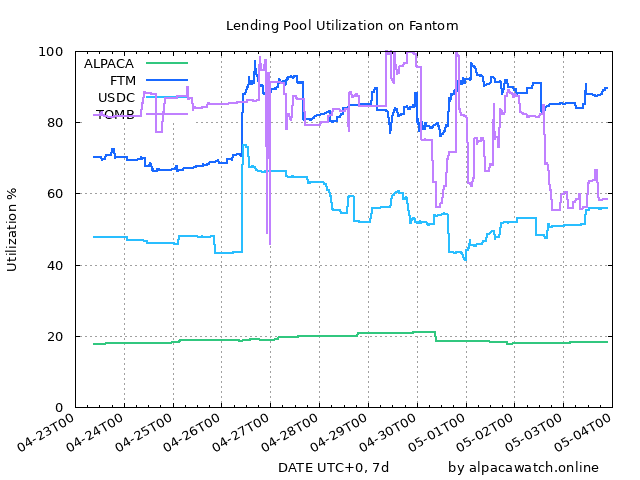 Lending Pool Utilization on Fantom
100
80
60
40
20
0
Utilization %
ALPACA
FTM
USDC
TOMB
04-23T00
04-24T00
04-25T00
04-26T00
04-27T00
04-28T00
04-29T00
04-30T00
05-01T00
05-02T00
05-03T00
05-04T00
DATE UTC+0, 7d
by alpacawatch.online